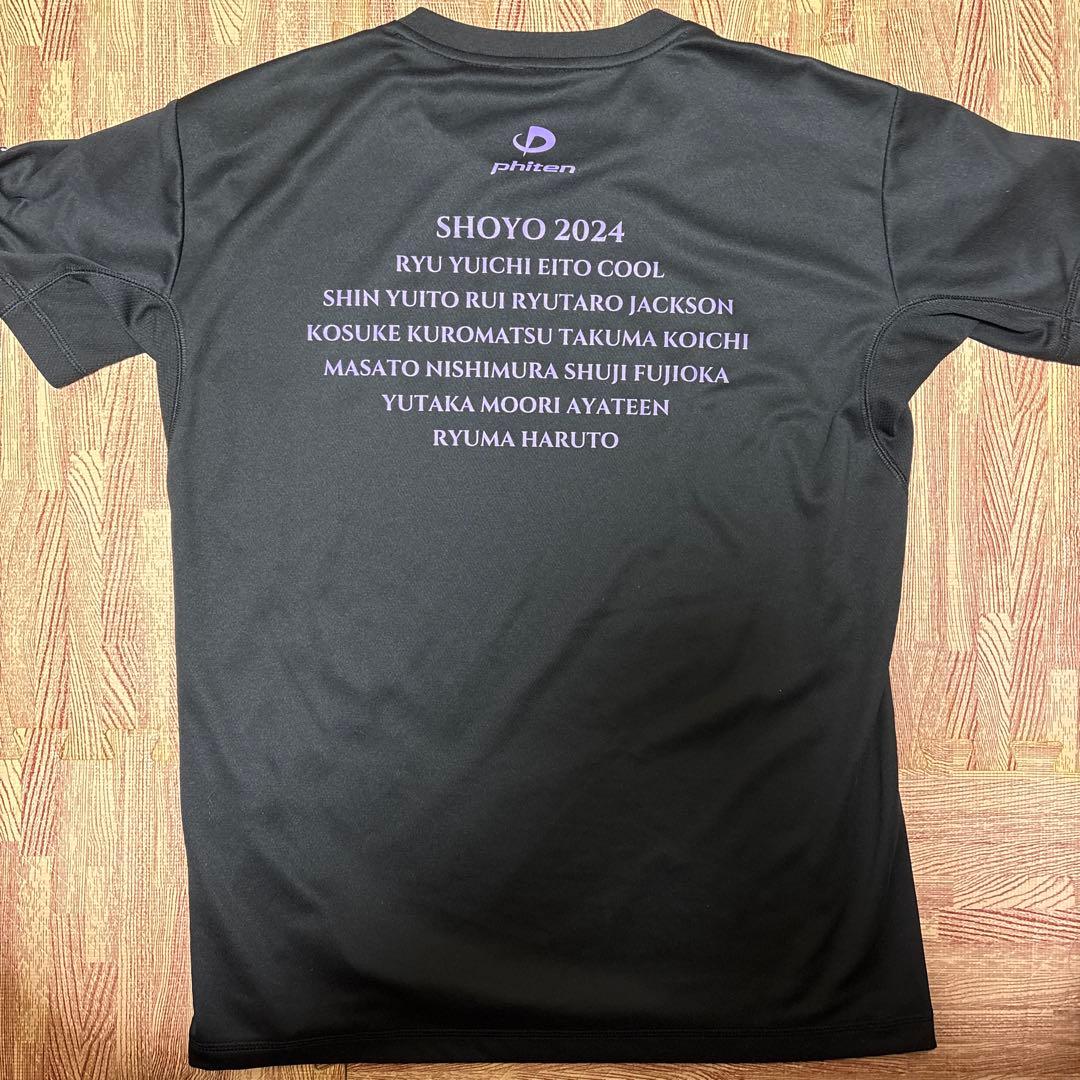 phiten
SHOYO 2024
RYU YUICHI EITO COOL
SHIN YUITO RUI RYUTARO JACKSON
KOSUKE KUROMATSU TAKUMA KOICHI
MASATO NISHIMURA SHUJI FUJIOKA
YUTAKA MOORI AYATEEN
RYUMA HARUTO